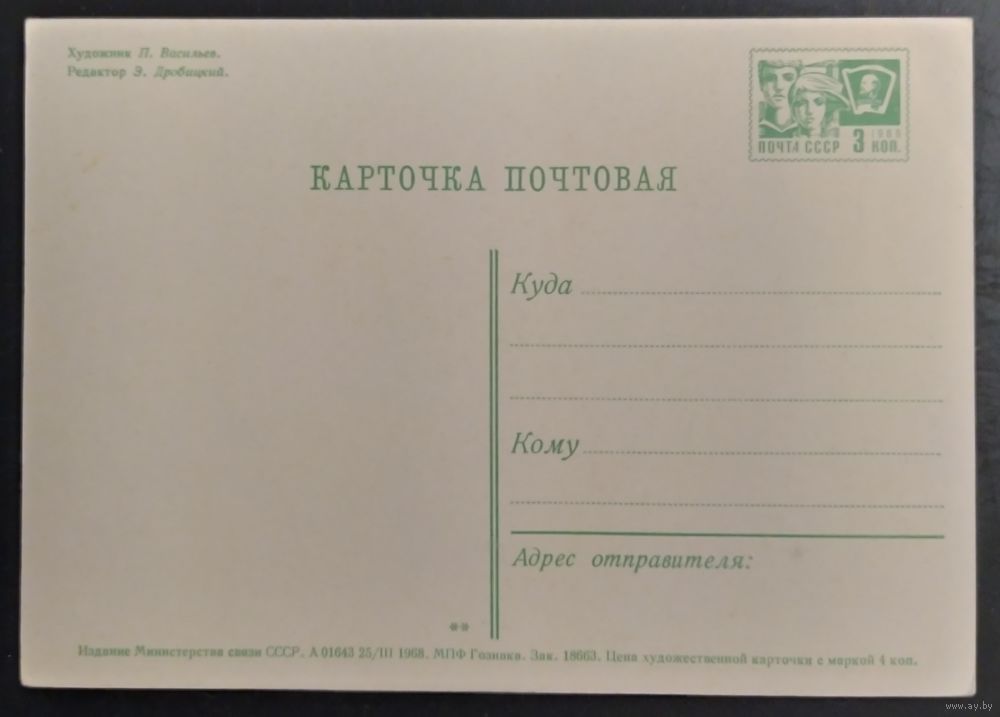 Художник П. Васильев.
Редактор Э. Дробицкий.
1966
ПОЧТА СССР 3 КОП.
КАРТОЧКА ПОЧТОВАЯ
Куда
Кому
Адрес отправителя:
**
Издание Министерства связи СССР. А 01643 25/III 1968. МПФ Гознака. Зак. 18663. Цена художественной карточки с маркой 4 коп.
www.ay.by